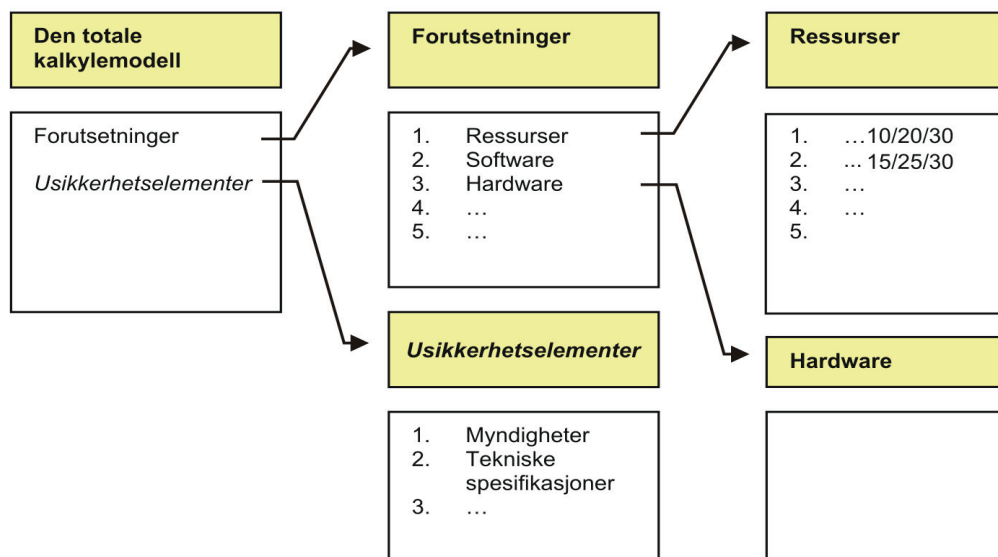 Den totale
kalkylemodell
Forutsetninger
Usikkerhetselementer
Forutsetninger
1. Ressurser
2. Software
3. Hardware
4. …
5. …
Usikkerhetselementer
1. Myndigheter
2. Tekniske
spesifikasjoner
3. …
Ressurser
1. …10/20/30
2. ... 15/25/30
3. …
4. …
5.
Hardware